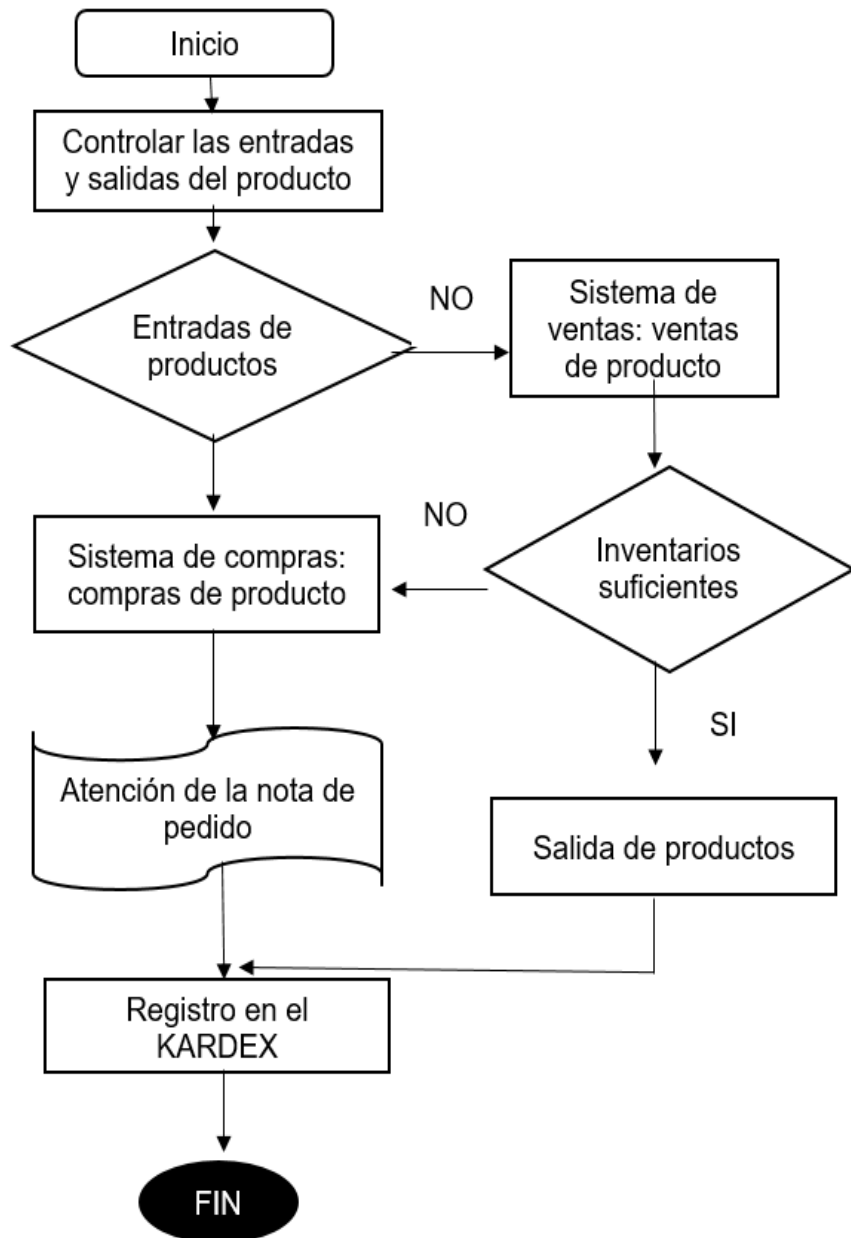 Inicio
Controlar las entradas
y salidas del producto
Entradas de
productos
NO
Sistema de
ventas: ventas
de producto
Sistema de compras:
compras de producto
NO
Inventarios
suficientes
SI
Atención de la nota de
pedido
Salida de productos
Registro en el
KARDEX
FIN